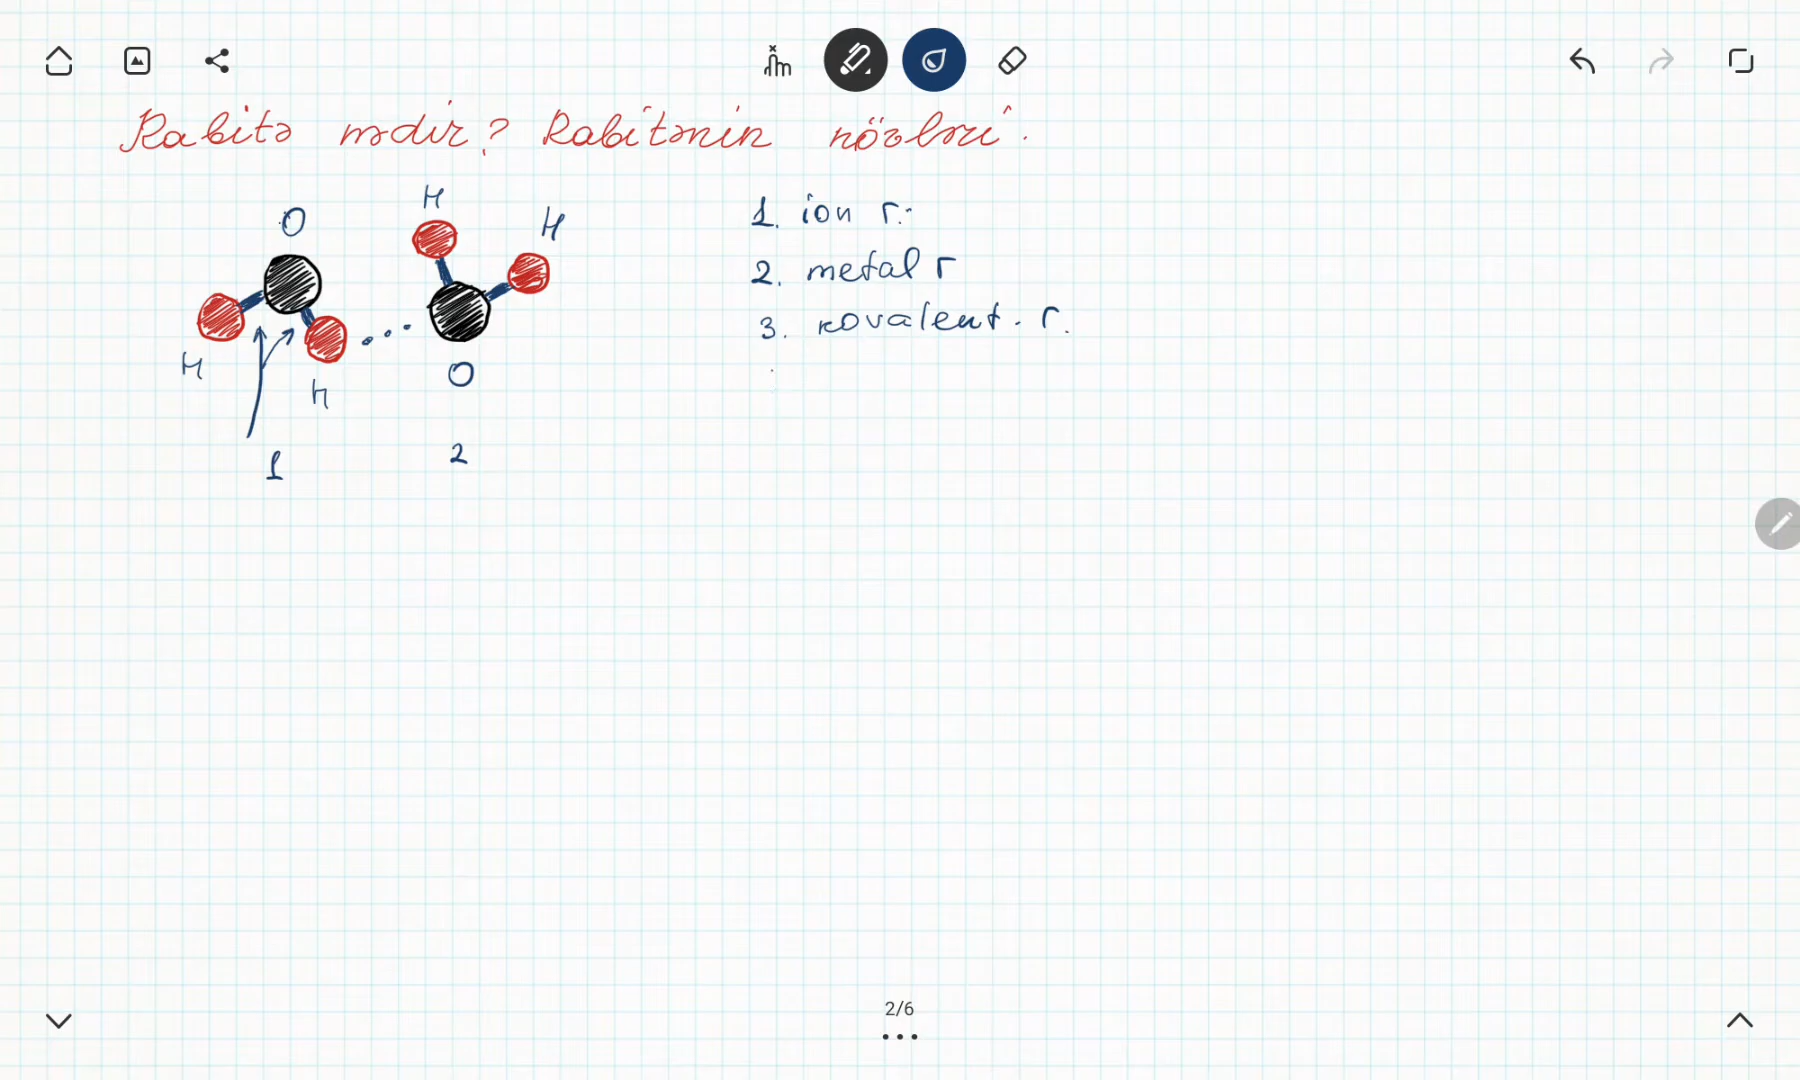 Rabitə nədir? Rabitənin növləri.
H
O
H
H
H
O
1
2
1. ion r.
2. metal r
3. kovalent. r.
2/6